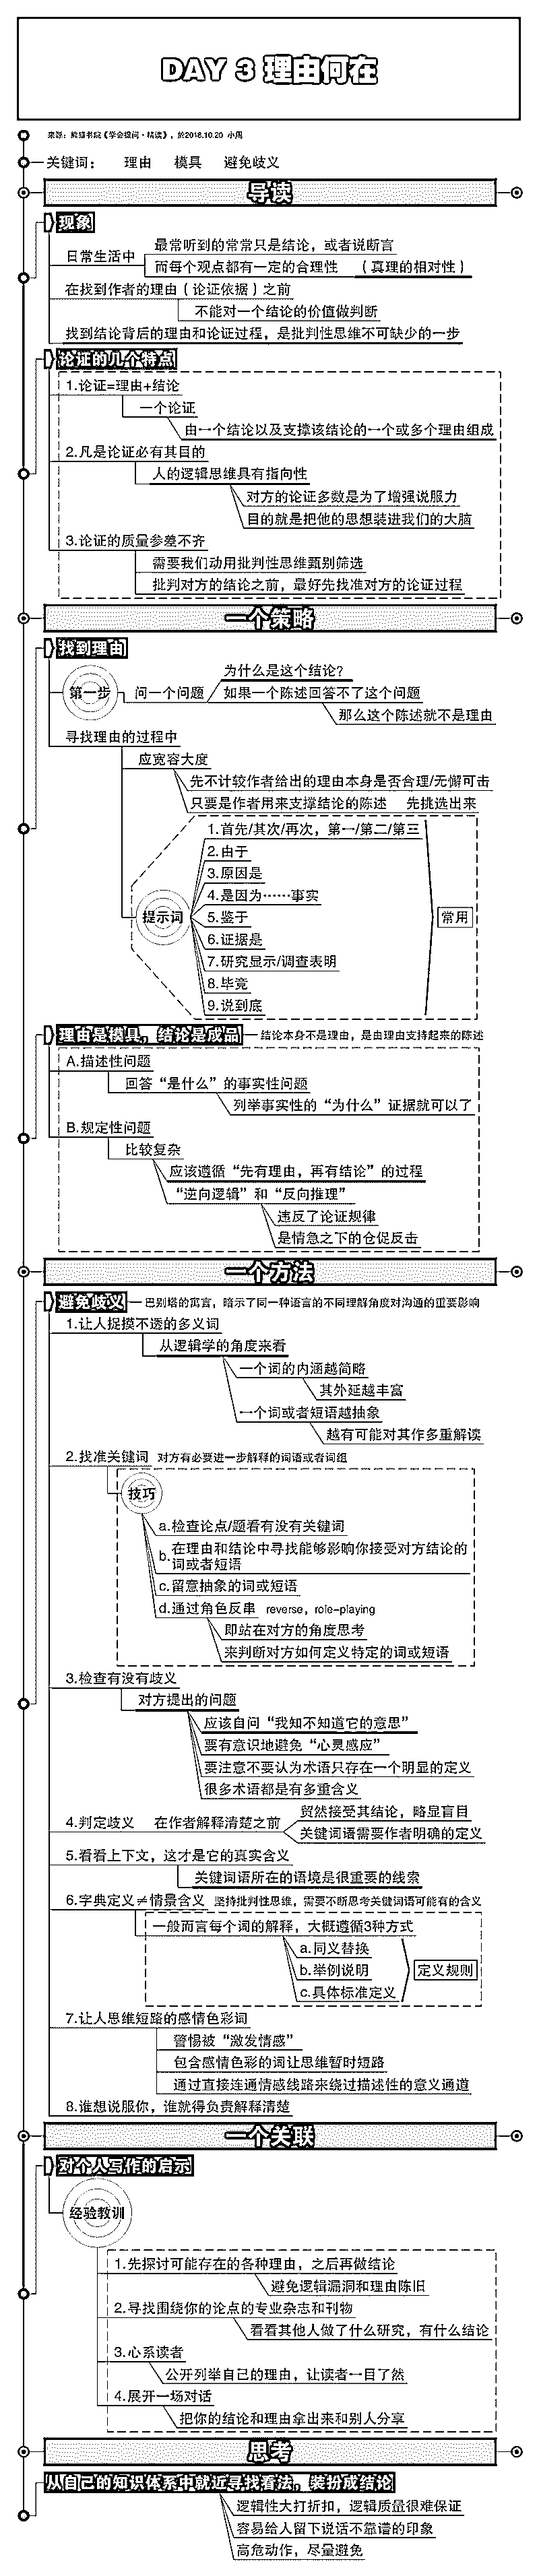 DAY 3 理由何在
来源：熊猫书院《学会提问·精读》，於2018.10.20 小周
关键词： 理由 模具 避免歧义
导读
现象
日常生活中
最常听到的常常只是结论，或者说断言
而每个观点都有一定的合理性 （真理的相对性）
在找到作者的理由（论证依据）之前
不能对一个结论的价值做判断
找到结论背后的理由和论证过程，是批判性思维不可缺少的一步
论证的几个特点
1.论证=理由+结论
一个论证
由一个结论以及支撑该结论的一个或多个理由组成
2.凡是论证必有其目的
人的逻辑思维具有指向性
对方的论证多数是为了增强说服力
目的就是把他的思想装进我们的大脑
3.论证的质量参差不齐
需要我们动用批判性思维甄别筛选
批判对方的结论之前，最好先找准对方的论证过程
一个策略
找到理由
第一步
问一个问题
为什么是这个结论？
如果一个陈述回答不了这个问题
那么这个陈述就不是理由
寻找理由的过程中
应宽容大度
先不计较作者给出的理由本身是否合理/无懈可击
只要是作者用来支撑结论的陈述 先挑选出来
提示词
1.首先/其次/再次，第一/第二/第三
2.由于
3.原因是
4.是因为……事实
5.鉴于
6.证据是
7.研究显示/调查表明
8.毕竟
9.说到底
常用
理由是模具，结论是成品
结论本身不是理由，是由理由支持起来的陈述
A.描述性问题
回答“是什么”的事实性问题
列举事实性的“为什么”证据就可以了
B.规定性问题
比较复杂
应该遵循“先有理由，再有结论”的过程
“逆向逻辑”和“反向推理”
违反了论证规律
是情急之下的仓促反击
一个方法
避免歧义
巴别塔的寓言，暗示了同一种语言的不同理解角度对沟通的重要影响
1.让人捉摸不透的多义词
从逻辑学的角度来看
一个词的内涵越简略
其外延越丰富
一个词或者短语越抽象
越有可能对其作多重解读
2.找准关键词 对方有必要进一步解释的词语或者词组
技巧
a.检查论点/题看有没有关键词
b.在理由和结论中寻找能够影响你接受对方结论的
词或者短语
c.留意抽象的词或短语
d.通过角色反串 reverse，role-playing
即站在对方的角度思考
来判断对方如何定义特定的词或短语
3.检查有没有歧义
对方提出的问题
应该自问“我知不知道它的意思”
要有意识地避免“心灵感应”
要注意不要认为术语只存在一个明显的定义
很多术语都是有多重含义
4.判定歧义 在作者解释清楚之前
贸然接受其结论，略显盲目
关键词语需要作者明确的定义
5.看看上下文，这才是它的真实含义
关键词语所在的语境是很重要的线索
6.字典定义≠情景含义 坚持批判性思维，需要不断思考关键词语可能有的含义
一般而言每个词的解释，大概遵循3种方式
a.同义替换
b.举例说明
c.具体标准定义
定义规则
7.让人思维短路的感情色彩词
警惕被“激发情感”
包含感情色彩的词让思维暂时短路
通过直接连通情感线路来绕过描述性的意义通道
8.谁想说服你，谁就得负责解释清楚
一个关联
对个人写作的启示
经验教训
1.先探讨可能存在的各种理由，之后再做结论
避免逻辑漏洞和理由陈旧
2.寻找围绕你的论点的专业杂志和刊物
看看其他人做了什么研究，有什么结论
3.心系读者
公开列举自己的理由，让读者一目了然
4.展开一场对话
把你的结论和理由拿出来和别人分享
思考
从自己的知识体系中就近寻找看法，装扮成结论
逻辑性大打折扣，逻辑质量很难保证
容易给人留下说话不靠谱的印象
高危动作，尽量避免